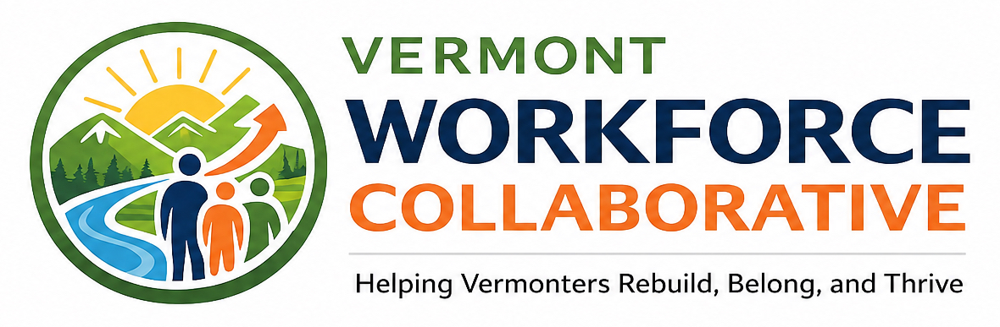 VERMONT
WORKFORCE
COLLABORATIVE
Helping Vermonters Rebuild, Belong, and Thrive